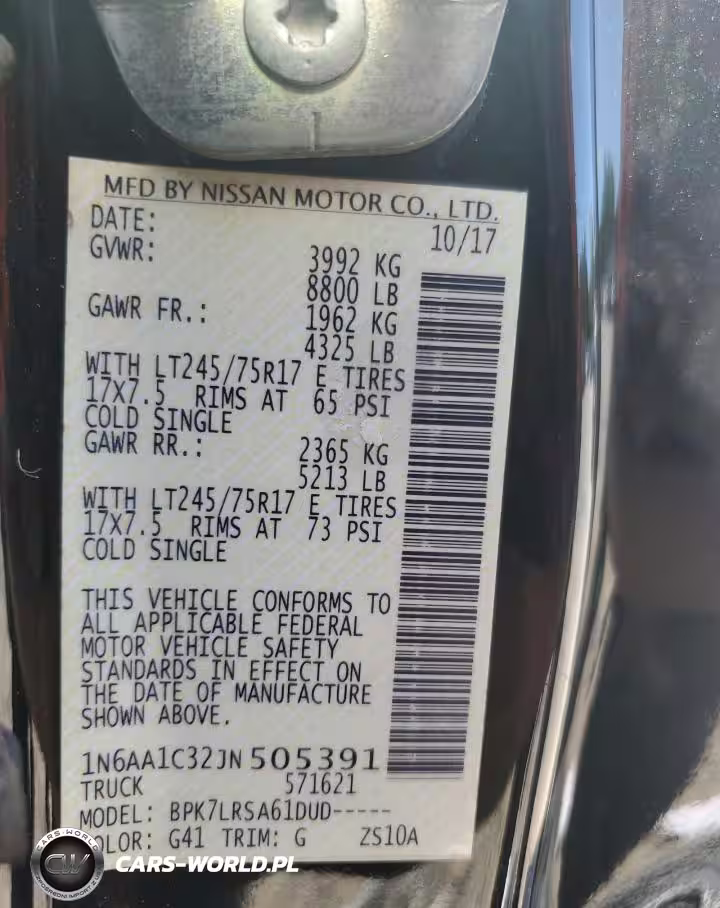 MFD BY NISSAN MOTOR CO., LTD.
DATE: 10/17
GVWR: 3992 KG
8800 LB
GAWR FR.: 1962 KG
4325 LB
WITH LT245/75R17 E TIRES
17X7.5 RIMS AT 65 PSI
COLD SINGLE
GAWR RR.: 2365 KG
5213 LB
WITH LT245/75R17 E TIRES
17X7.5 RIMS AT 73 PSI
COLD SINGLE
THIS VEHICLE CONFORMS TO
ALL APPLICABLE FEDERAL
MOTOR VEHICLE SAFETY
STANDARDS IN EFFECT ON
THE DATE OF MANUFACTURE
SHOWN ABOVE.
1N6AA1C32JN505391
TRUCK 571621
MODEL: BPK7LRSA61DUD-----
OLOR: G41 TRIM: G ZS10A
CARS-WORLD
CW
CARS-WORLD.PL